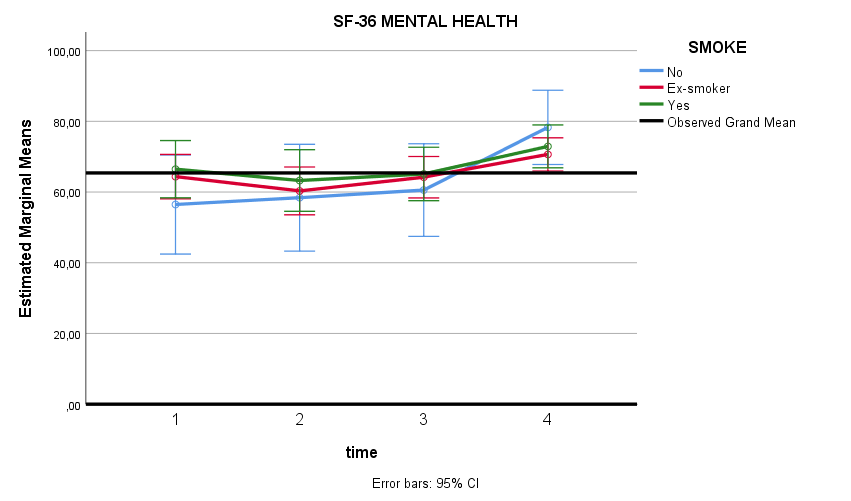 SF-36 MENTAL HEALTH
SMOKE
No
Ex-smoker
Yes
Observed Grand Mean
Estimated Marginal Means
100,00
80,00
60,00
40,00
20,00
,00
1 2 3 4
time
Error bars: 95% CI